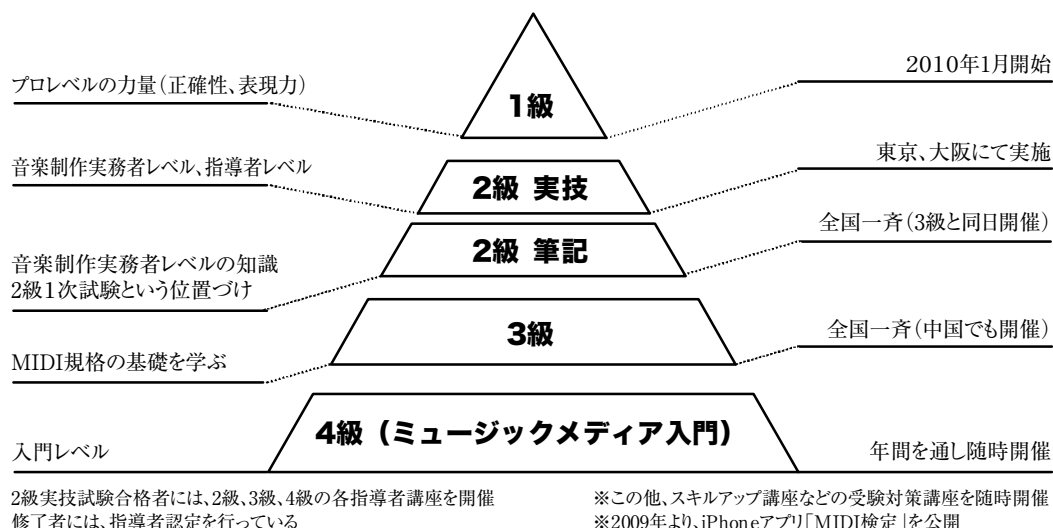 プロレベルの力量（正確性、表現力）
1級
2010年1月開始
音楽制作実務者レベル、指導者レベル
2級 実技
東京、大阪にて実施
音楽制作実務者レベルの知識
2級1次試験という位置づけ
2級 筆記
全国一斉（3級と同日開催）
MIDI規格の基礎を学ぶ
3級
全国一斉（中国でも開催）
入門レベル
4級（ミュージックメディア入門）
年間を通し随時開催
2級実技試験合格者には、2級、3級、4級の各指導者講座を開催
修了者には、指導者認定を行っている
※この他、スキルアップ講座などの受験対策講座を随時開催
※2009年より、iPhoneアプリ「MIDI検定」を公開